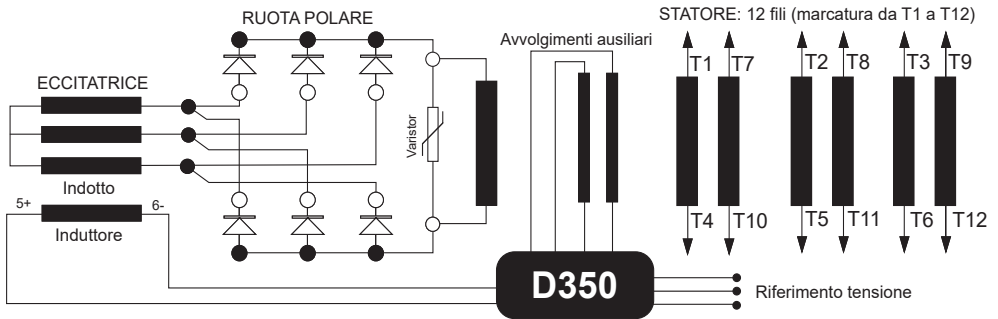 RUOTA POLARE
STATORE: 12 fili (marcatura da T1 a T12)
Avvolgimenti ausiliari
T1 T7 T2 T8 T3 T9
ECCITATRICE
Varistor
Indotto
5+ 6-
Induttore
T4 T10 T5 T11 T6 T12
D350
Riferimento tensione